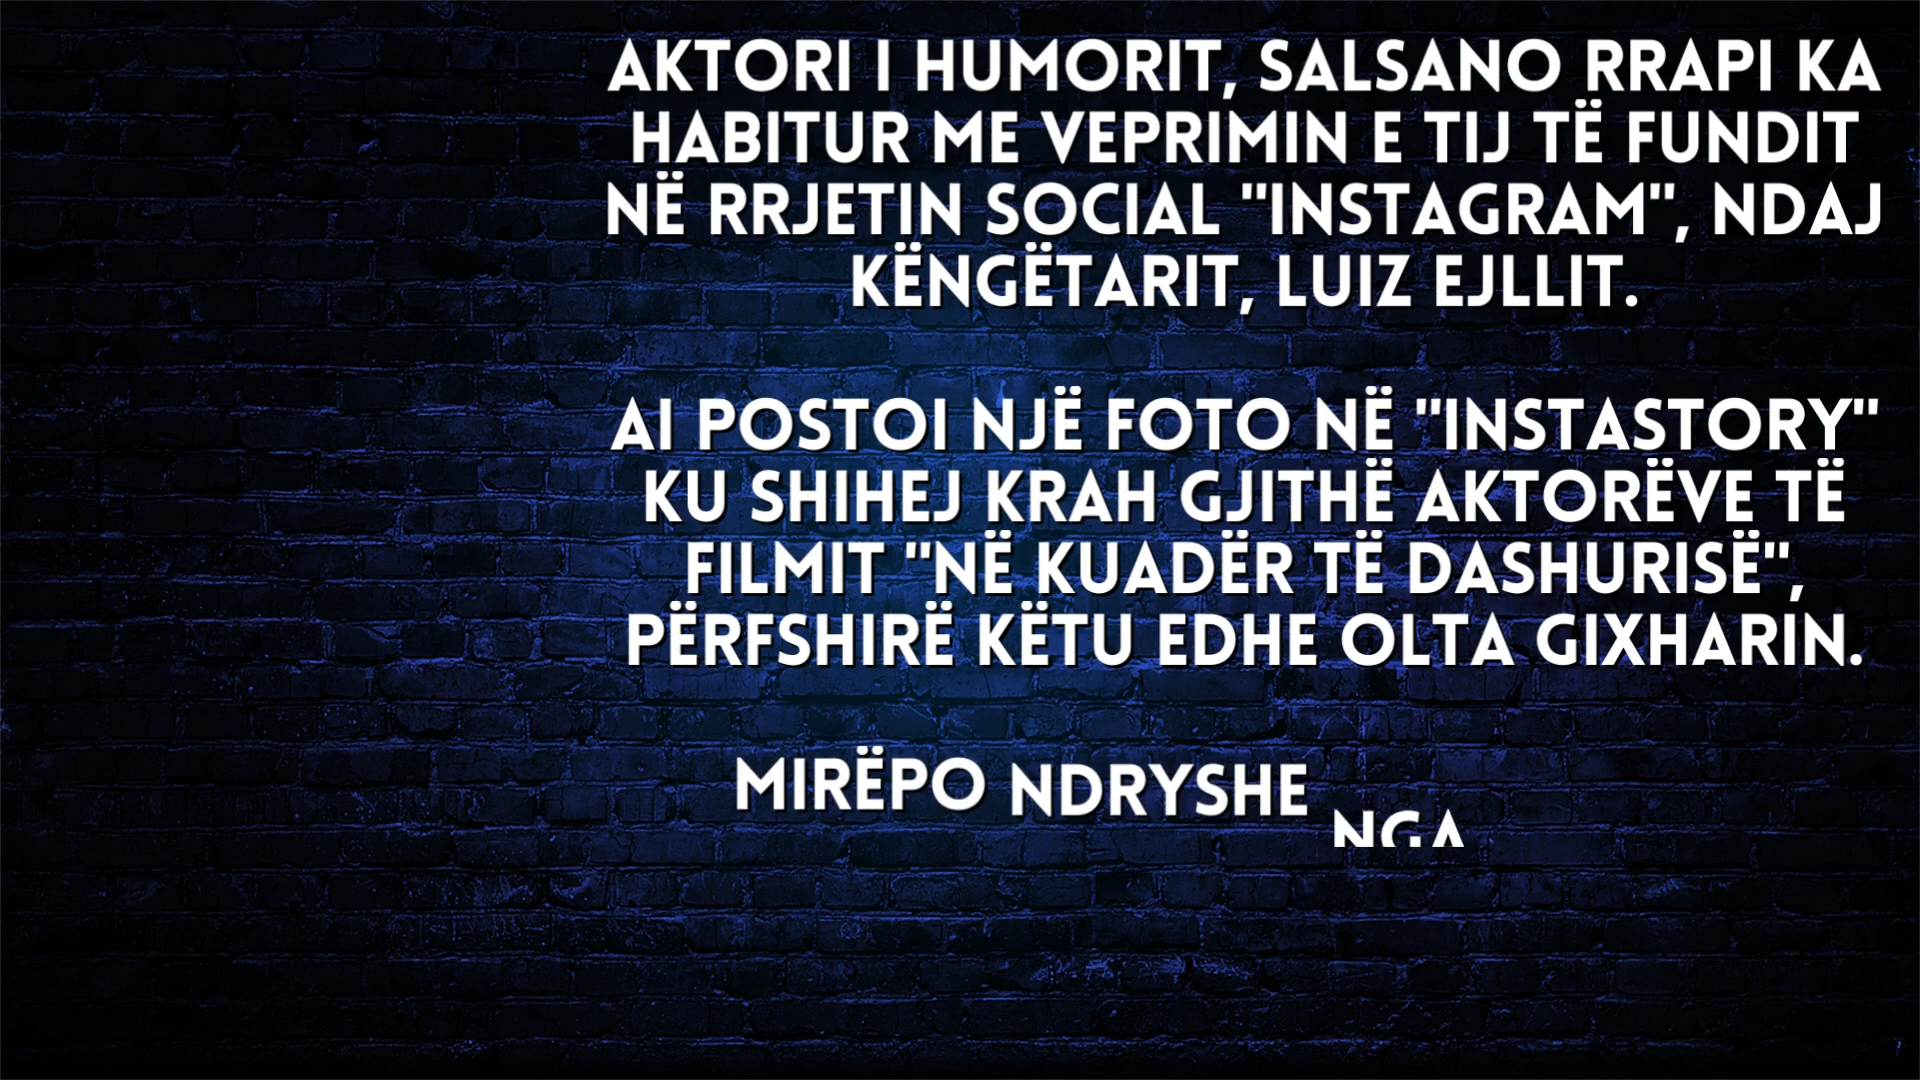 AKTORI I HUMORIT, SALSANO RRAPI KA
HABITUR ME VEPRIMIN E TIJ TË FUNDIT
NË RRJETIN SOCIAL "INSTAGRAM", NDAJ
KËNGËTARIT, LUIZ EJLLIT.
AI POSTOI NJË FOTO NË "INSTASTORY"
KU SHIHEJ KRAH GJITHË AKTORËVE TË
FILMIT "NË KUADËR TË DASHURISË",
PËRFSHIRË KËTU EDHE OLTA GIXHARIN.
MIRËPO NDRYSHE NGA